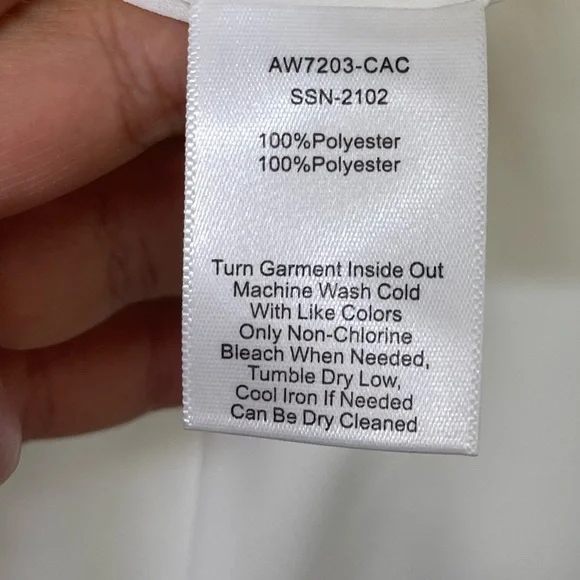 AW7203-CAC
SSN-2102
100%Polyester
100%Polyester
Turn Garment Inside Out
Machine Wash Cold
With Like Colors
Only Non-Chlorine
Bleach When Needed,
Tumble Dry Low,
Cool Iron If Needed
Can Be Dry Cleaned